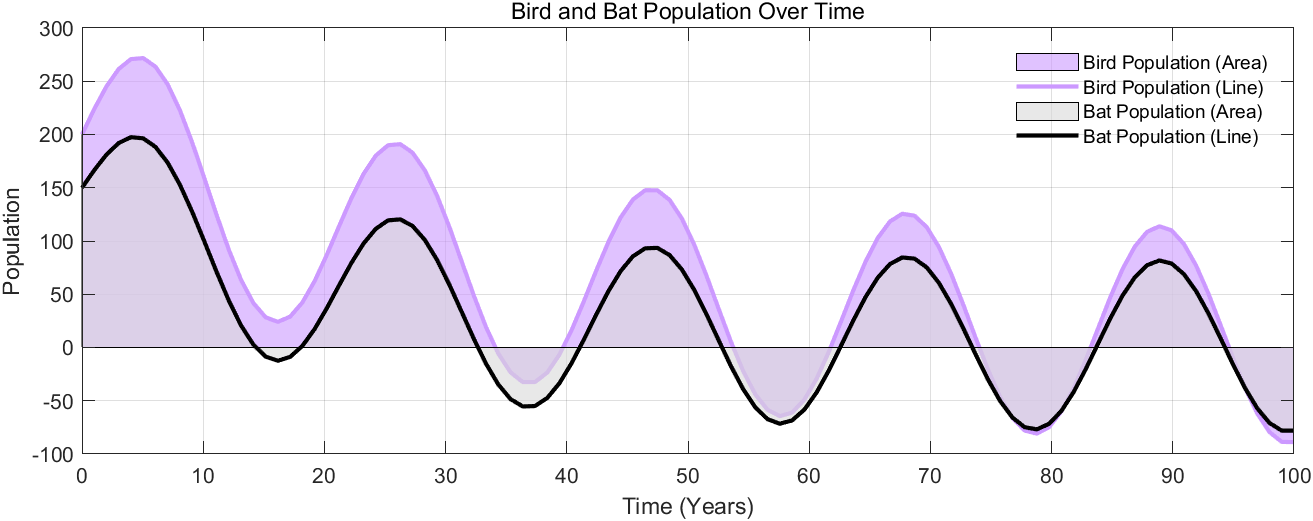 Bird and Bat Population Over Time
Population
300
250
200
150
100
50
0
-50
-100
0 10 20 30 40 50 60 70 80 90 100
Time (Years)
Bird Population (Area)
Bird Population (Line)
Bat Population (Area)
Bat Population (Line)